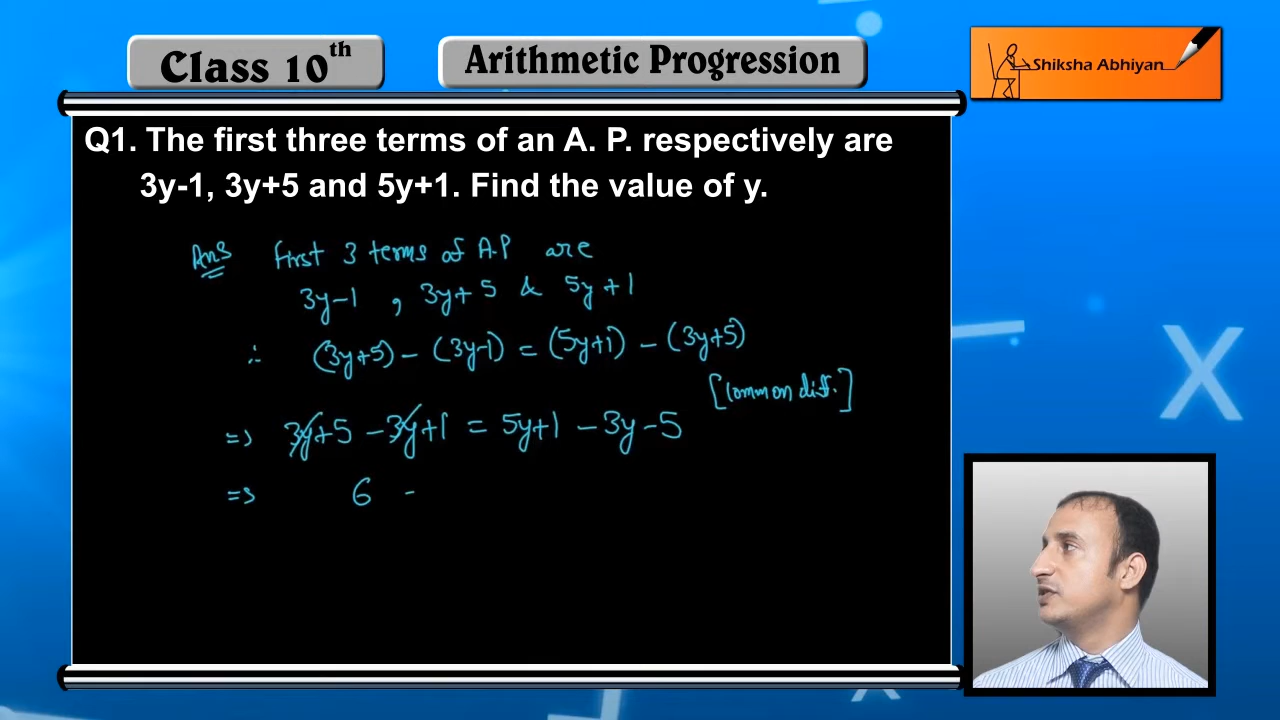 Class 10th
Arithmetic Progression
Shiksha Abhiyan
Q1. The first three terms of an A. P. respectively are
3y-1, 3y+5 and 5y+1. Find the value of y.
Ans First 3 terms of A.P are
3y-1 , 3y+5 & 5y+1
∴ (3y+5) - (3y-1) = (5y+1) - (3y+5)
[Common diff.]
=> 3y+5 - 3y+1 = 5y+1 - 3y-5
=> 6 -